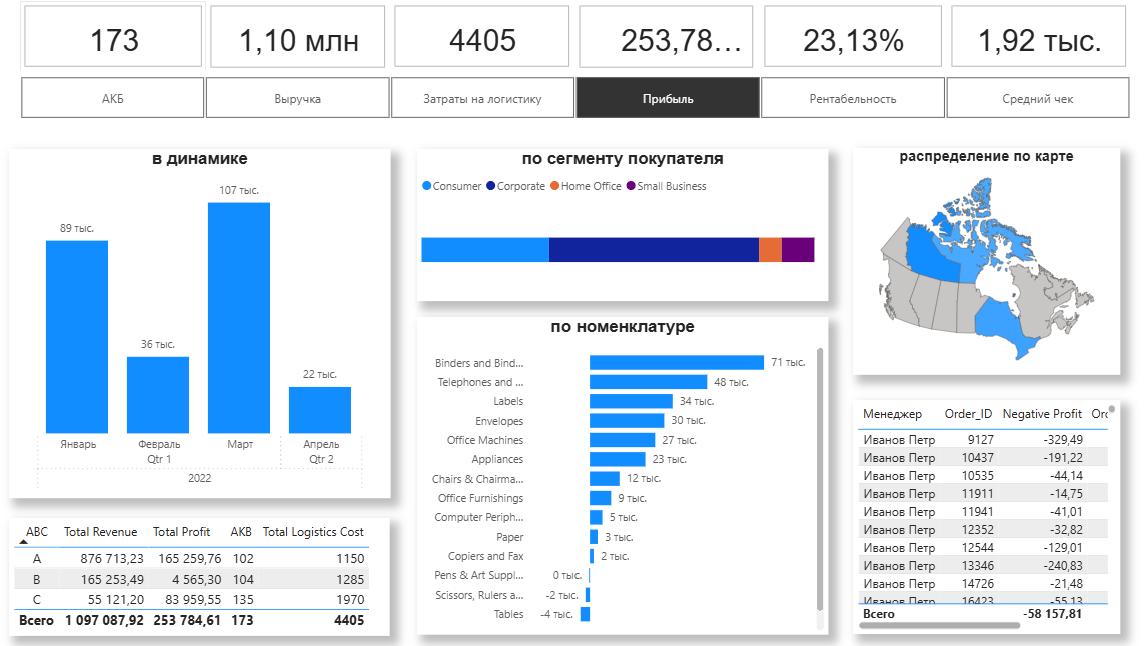 173 1,10 млн 4405 253,78... 23,13% 1,92 тыс.
АКБ Выручка Затраты на логистику Прибыль Рентабельность Средний чек
в динамике
107 тыс.
89 тыс.
36 тыс.
22 тыс.
Январь Февраль Март Апрель
Qtr 1 Qtr 2
2022
ABC Total Revenue Total Profit AKB Total Logistics Cost
A 876 713,23 165 259,76 102 1150
B 165 253,49 4 565,30 104 1285
C 55 121,20 83 959,55 135 1970
Всего 1 097 087,92 253 784,61 173 4405
по сегменту покупателя
Consumer Corporate Home Office Small Business
по номенклатуре
Binders and Bind... 71 тыс.
Telephones and ... 48 тыс.
Labels 34 тыс.
Envelopes 30 тыс.
Office Machines 27 тыс.
Appliances 23 тыс.
Chairs & Chairma... 12 тыс.
Office Furnishings 9 тыс.
Computer Periph... 5 тыс.
Paper 3 тыс.
Copiers and Fax 2 тыс.
Pens & Art Suppl... 0 тыс.
Scissors, Rulers a... -2 тыс.
Tables -4 тыс.
распределение по карте
Менеджер Order_ID Negative Profit Orc
Иванов Петр 9127 -329,49
Иванов Петр 10437 -191,22
Иванов Петр 10535 -44,14
Иванов Петр 11911 -14,75
Иванов Петр 11941 -41,01
Иванов Петр 12352 -32,82
Иванов Петр 12544 -129,01
Иванов Петр 13346 -240,83
Иванов Петр 14726 -21,48
Иванов Петр 16423 -55,13
Всего -58 157,81